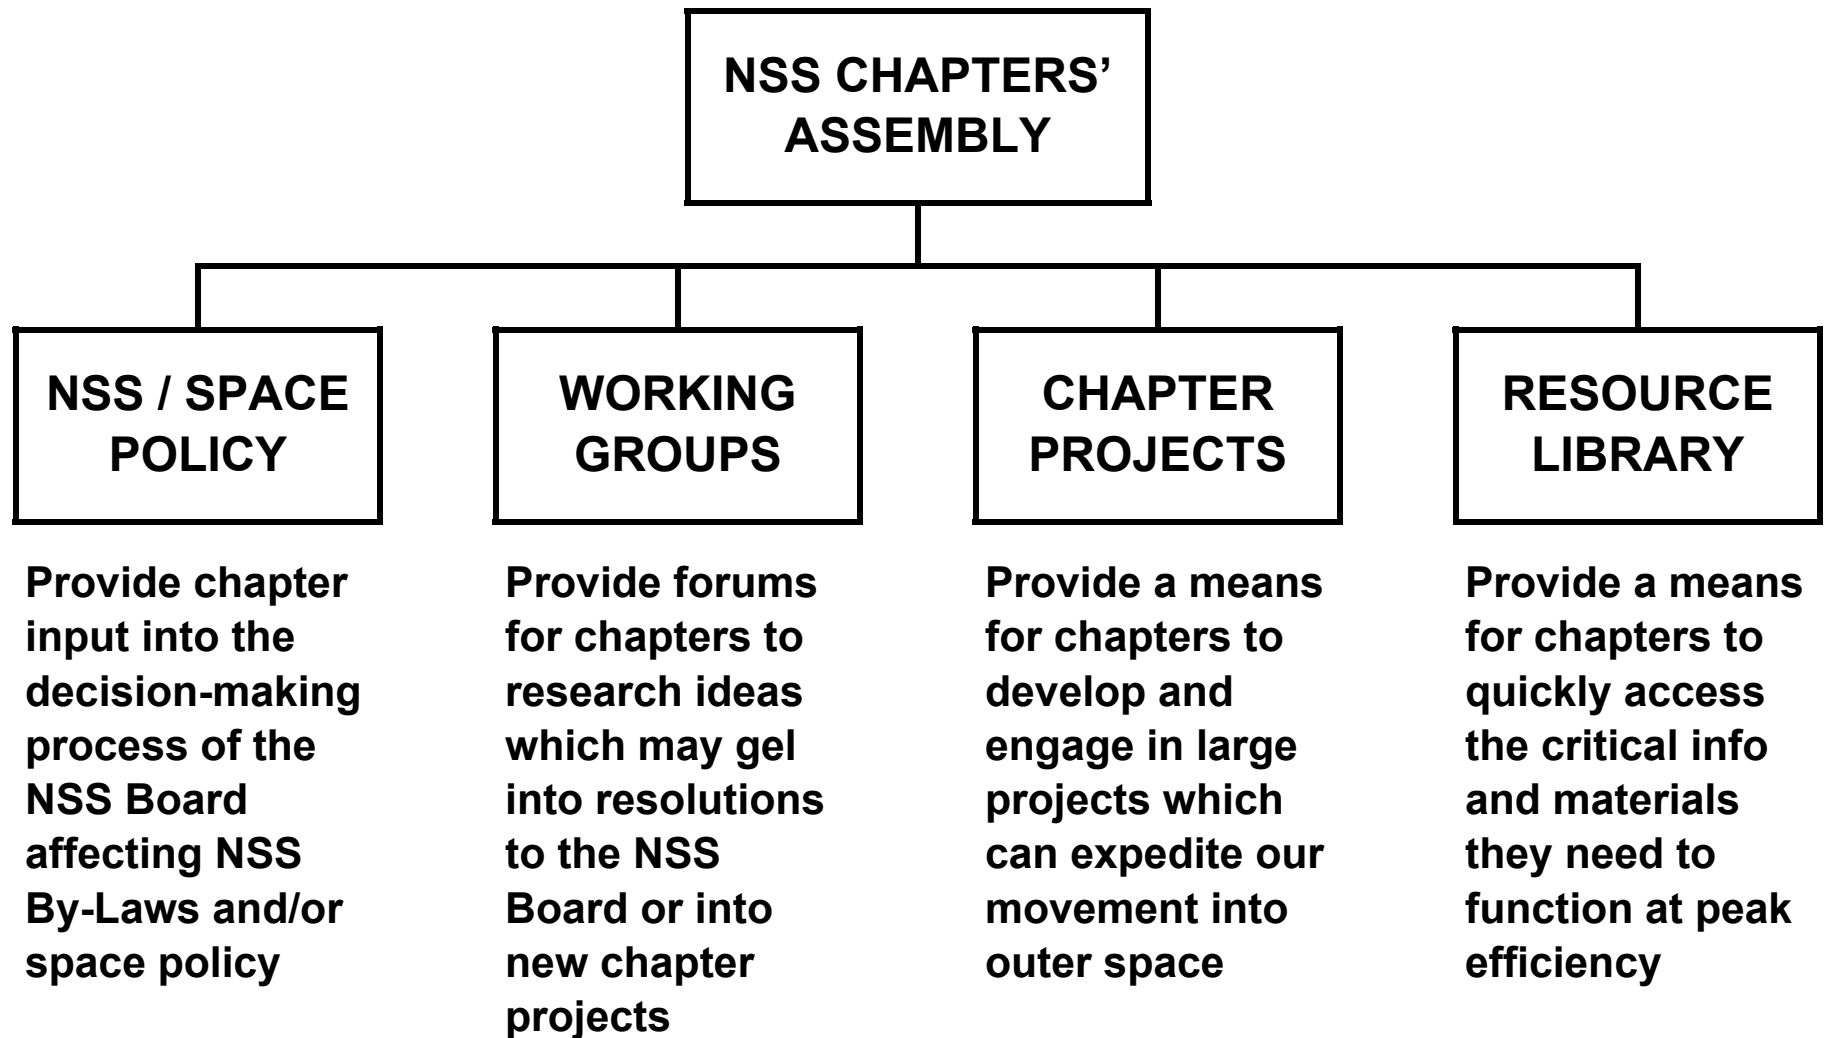 NSS CHAPTERS’
ASSEMBLY
NSS / SPACE
POLICY
WORKING
GROUPS
CHAPTER
PROJECTS
RESOURCE
LIBRARY
Provide chapter
input into the
decision-making
process of the
NSS Board
affecting NSS
By-Laws and/or
space policy
Provide forums
for chapters to
research ideas
which may gel
into resolutions
to the NSS
Board or into
new chapter
projects
Provide a means
for chapters to
develop and
engage in large
projects which
can expedite our
movement into
outer space
Provide a means
for chapters to
quickly access
the critical info
and materials
they need to
function at peak
efficiency